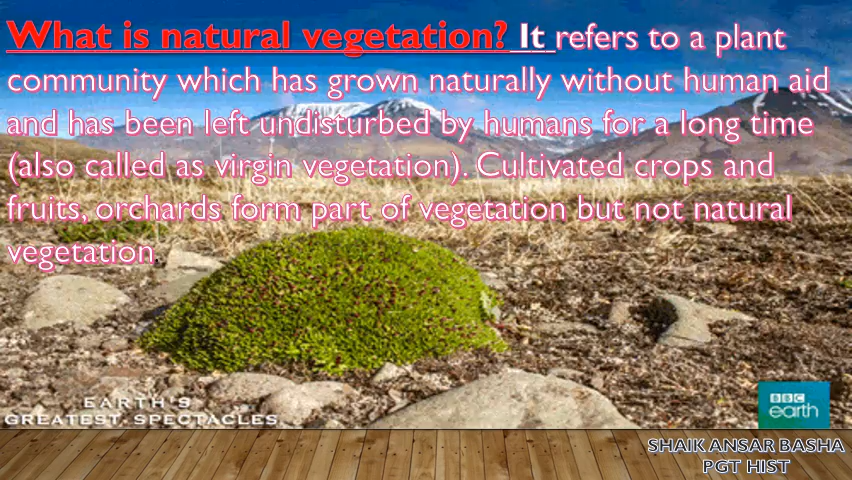 What is natural vegetation? It refers to a plant
community which has grown naturally without human aid
and has been left undisturbed by humans for a long time
(also called as virgin vegetation). Cultivated crops and
fruits, orchards form part of vegetation but not natural
vegetation.
EARTH'S
GREATEST SPECTACLES
BBC
earth
SHAIK ANSAR BASHA
PGT HIST